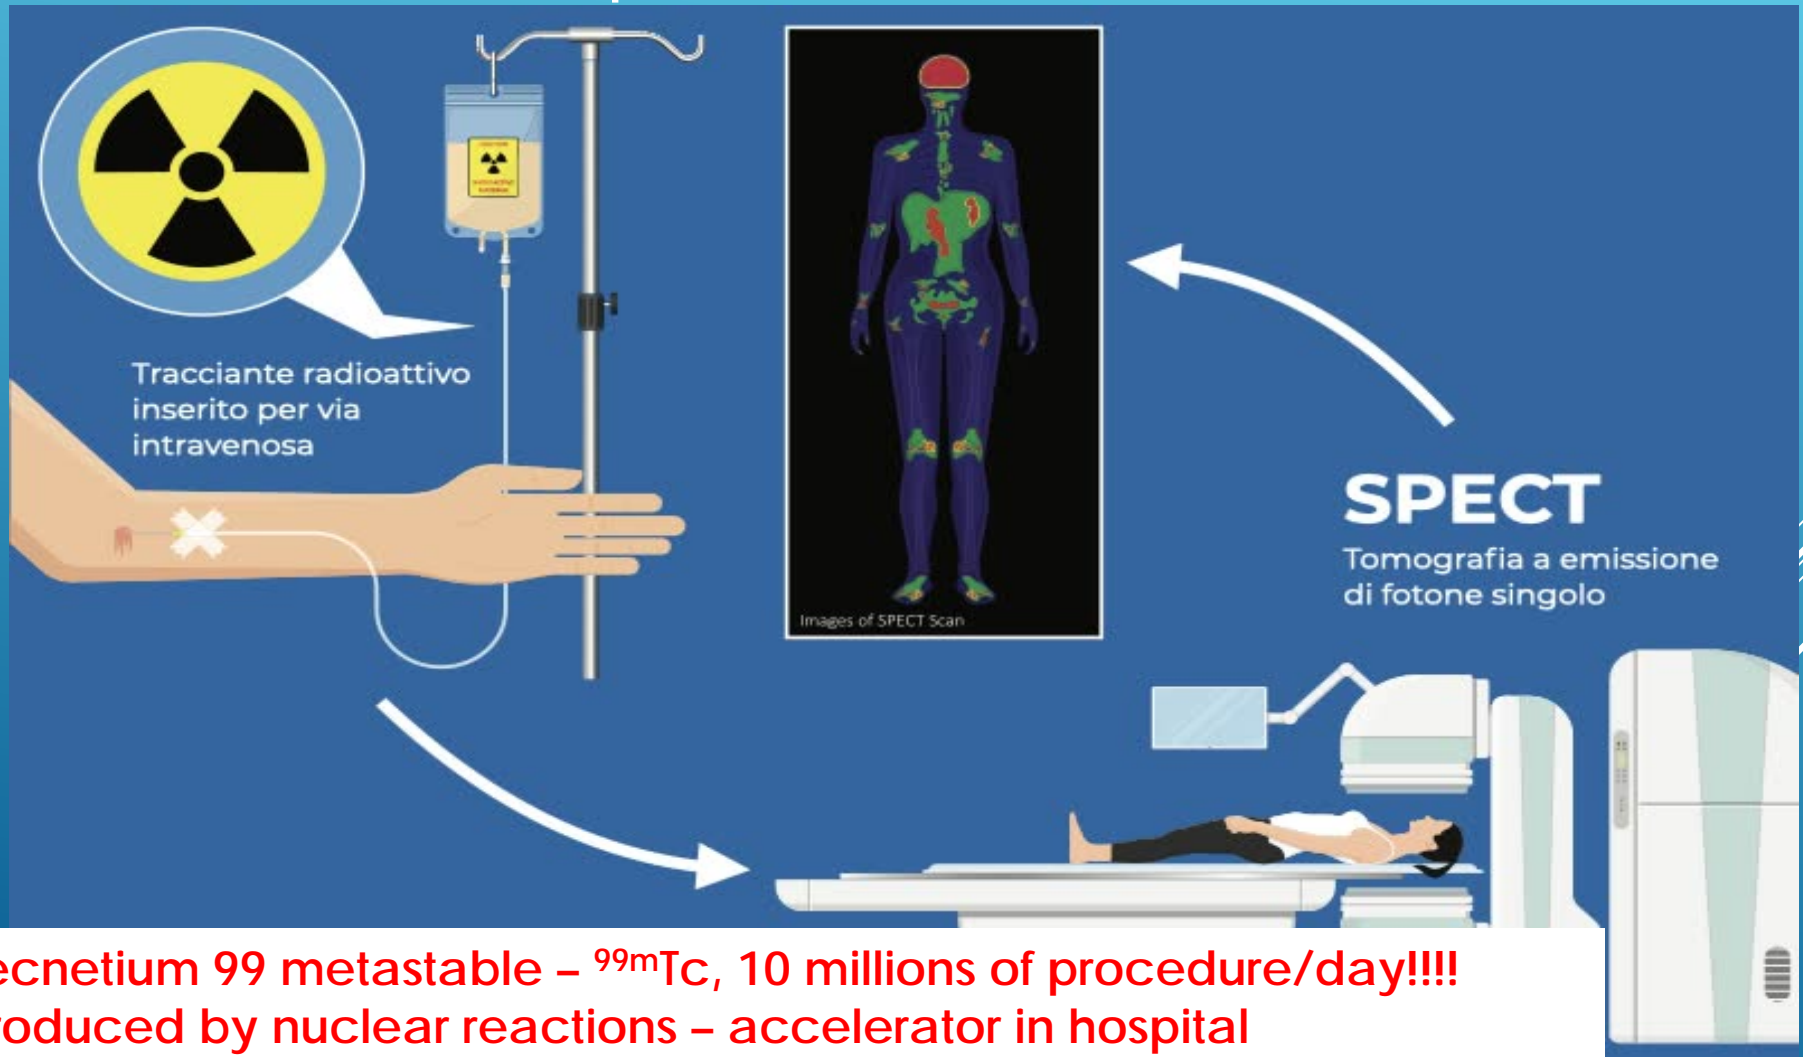 Tracciante radioattivo
inserito per via
intravenosa
Images of SPECT Scan
SPECT
Tomografia a emissione
di fotone singolo
ecnetium 99 metastable – ⁹⁹ᵐTc, 10 millions of procedure/day!!!!
roduced by nuclear reactions – accelerator in hospital